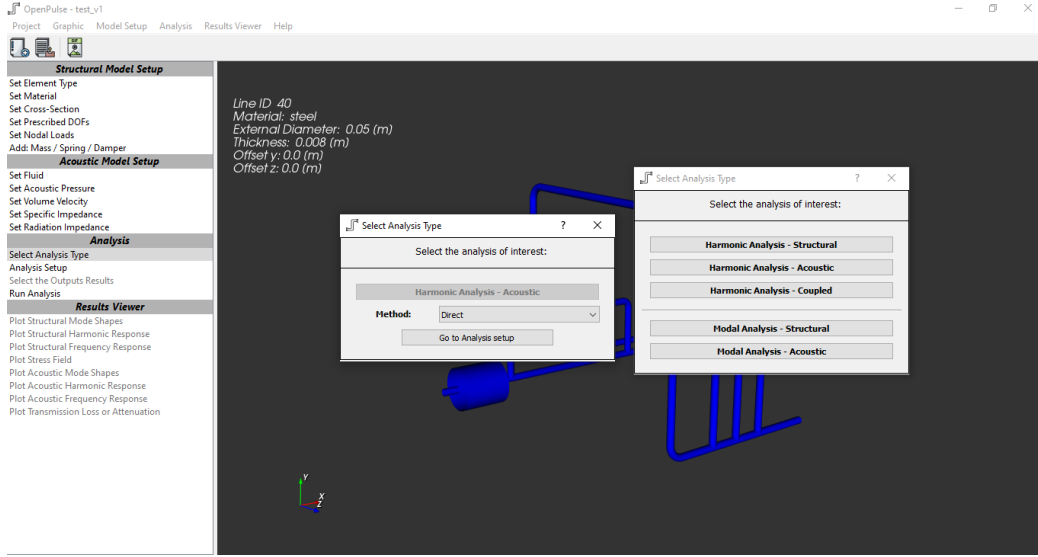 OpenPulse - test_v1
Project Graphic Model Setup Analysis Results Viewer Help
Structural Model Setup
Set Element Type
Set Material
Set Cross-Section
Set Prescribed DOFs
Set Nodal Loads
Add: Mass / Spring / Damper
Acoustic Model Setup
Set Fluid
Set Acoustic Pressure
Set Volume Velocity
Set Specific Impedance
Set Radiation Impedance
Analysis
Select Analysis Type
Analysis Setup
Select the Outputs Results
Run Analysis
Results Viewer
Plot Structural Mode Shapes
Plot Structural Harmonic Response
Plot Structural Frequency Response
Plot Stress Field
Plot Acoustic Mode Shapes
Plot Acoustic Harmonic Response
Plot Acoustic Frequency Response
Plot Transmission Loss or Attenuation
Line ID 40
Material: steel
External Diameter: 0.05 (m)
Thickness: 0.008 (m)
Offset y: 0.0 (m)
Offset z: 0.0 (m)
Select Analysis Type ?
Select the analysis of interest:
Harmonic Analysis - Acoustic
Method: Direct
Go to Analysis setup
Select Analysis Type ?
Select the analysis of interest:
Harmonic Analysis - Structural
Harmonic Analysis - Acoustic
Harmonic Analysis - Coupled
Modal Analysis - Structural
Modal Analysis - Acoustic
Y
X
Z